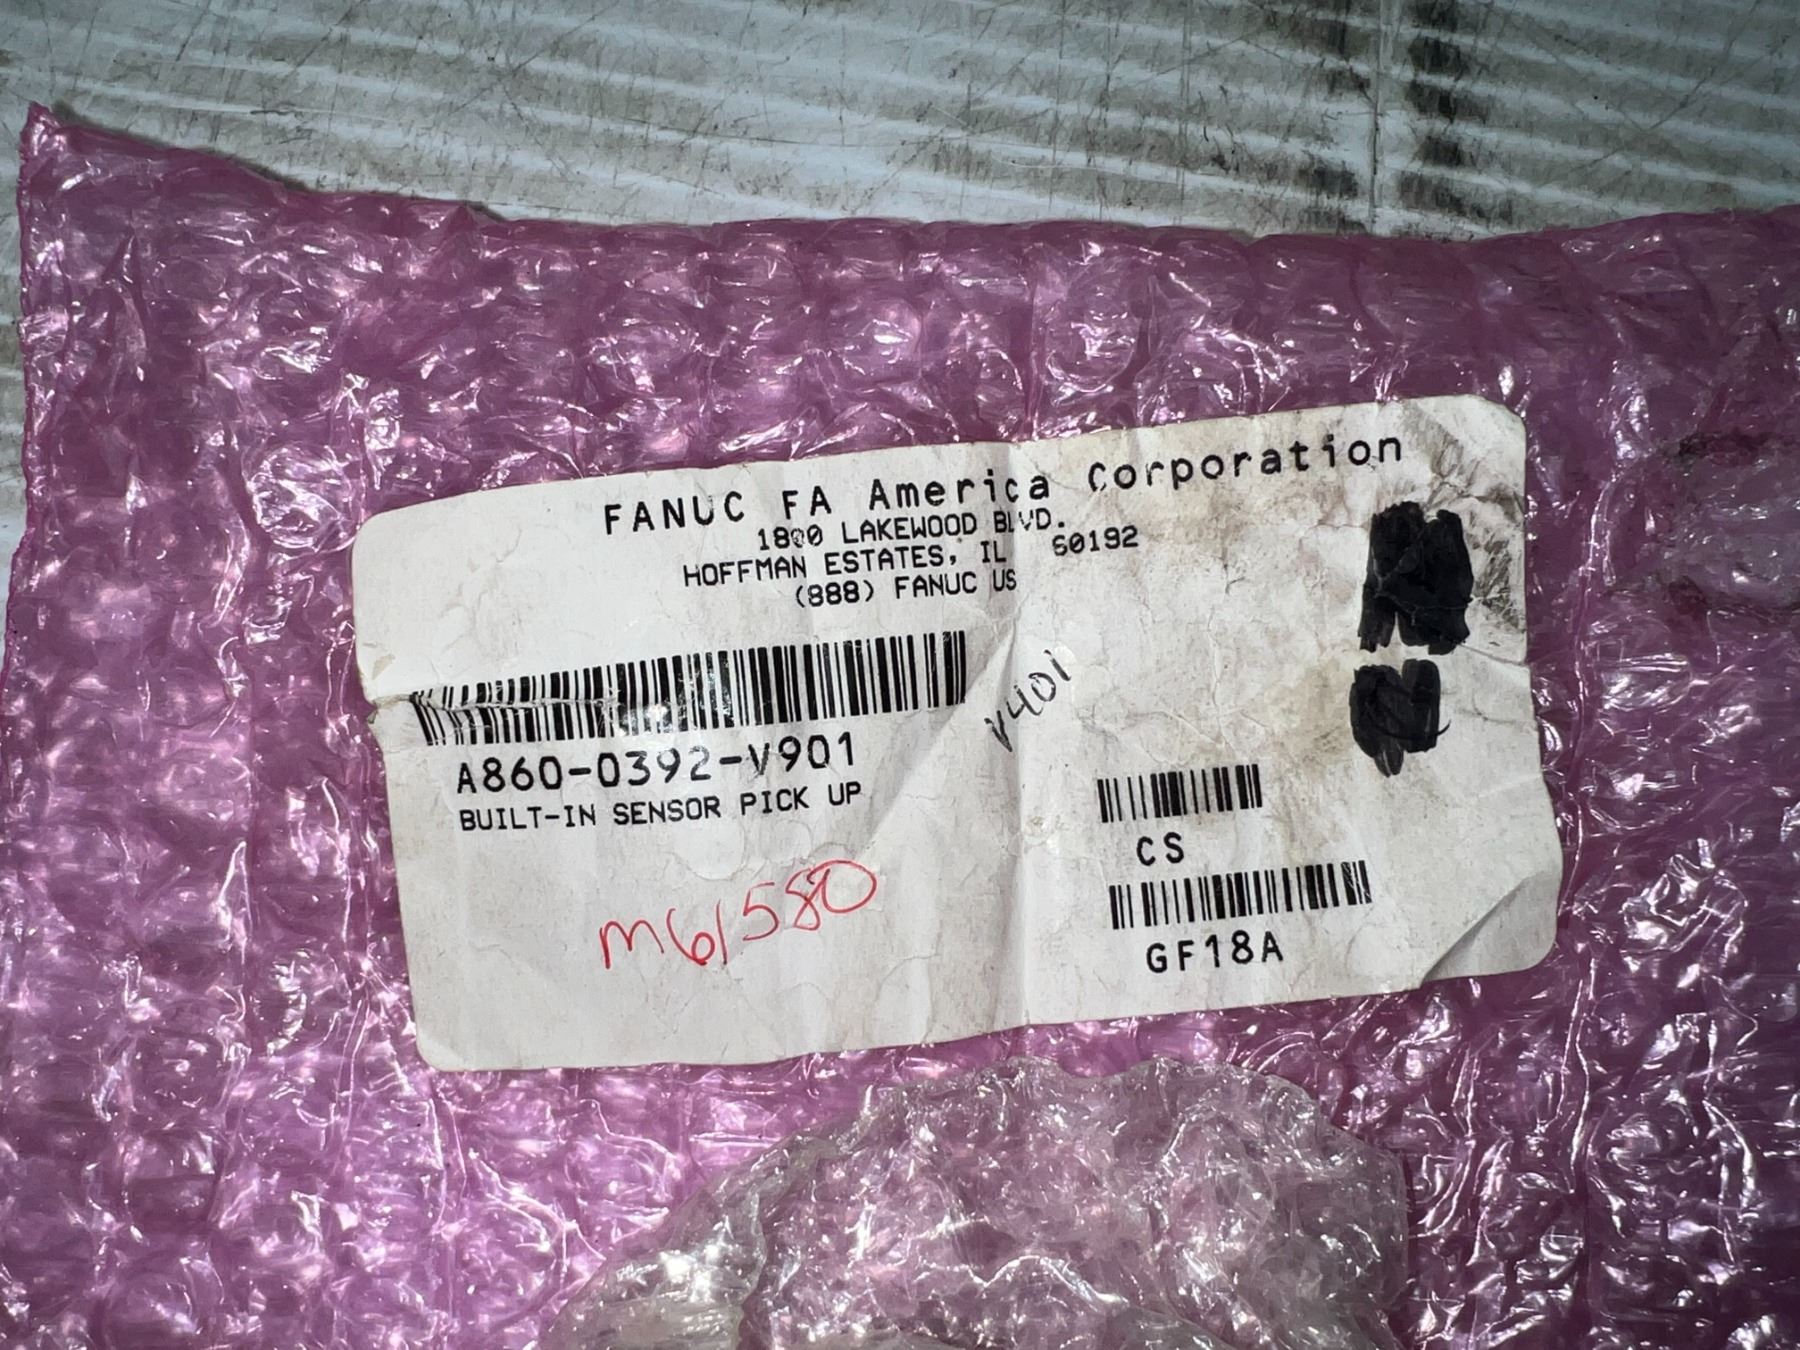 FANUC FA America Corporation
1800 LAKEWOOD BLVD.
HOFFMAN ESTATES, IL 60192
(888) FANUC US
V401
A860-0392-V901
BUILT-IN SENSOR PICK UP
CS
M61580
GF18A